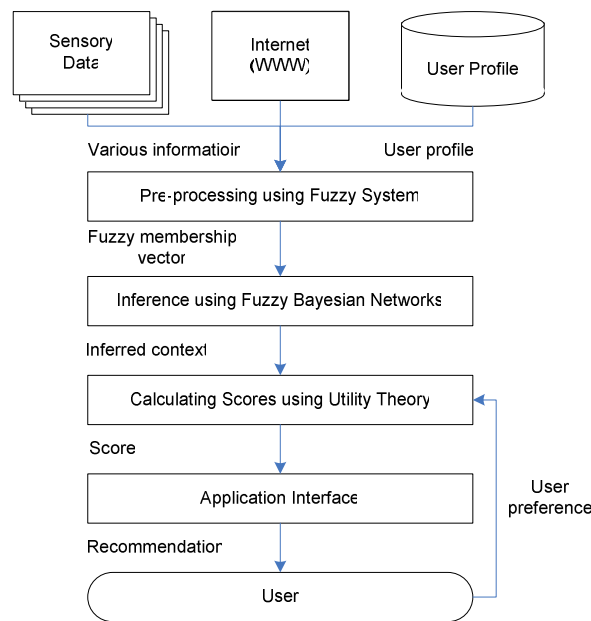 Sensory
Data
Internet
(WWW)
User Profile
Various information
User profile
Pre-processing using Fuzzy System
Fuzzy membership
vector
Inference using Fuzzy Bayesian Networks
Inferred context
Calculating Scores using Utility Theory
Score
Application Interface
User
preference
Recommendation
User